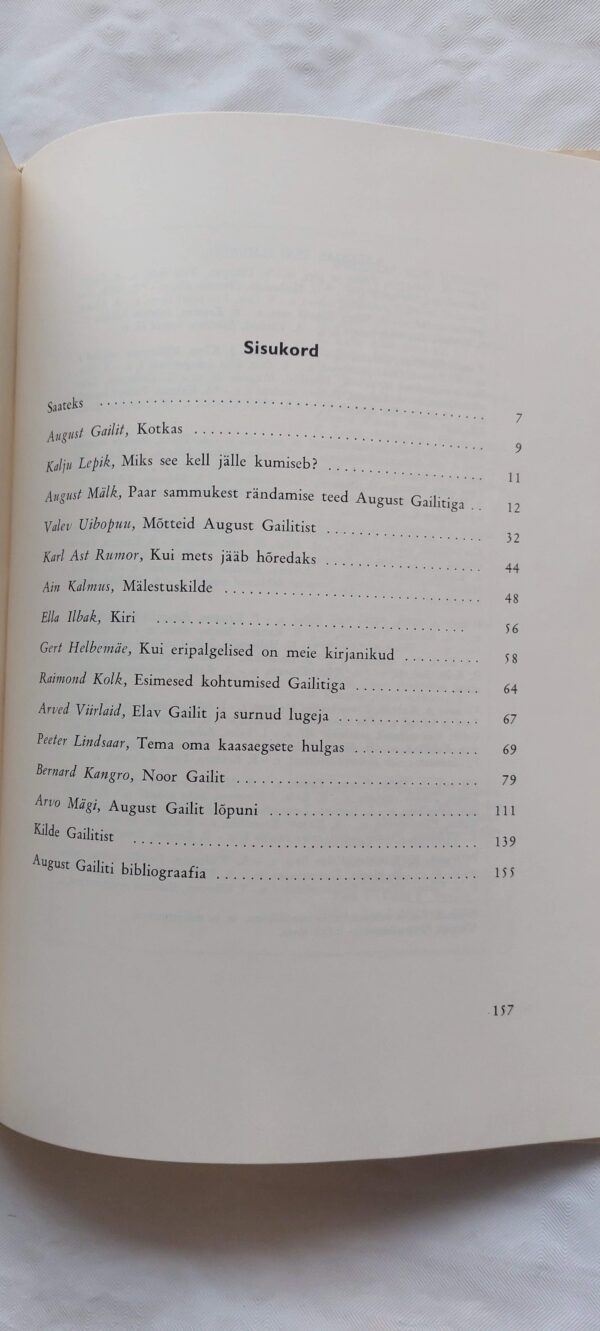 Sisukord
Saateks . . . . . . . . . . . . . . . . . . . . . . . . . . . . . . . . . . . . . . . . 7
August Gailit, Kotkas . . . . . . . . . . . . . . . . . . . . . . . . . . . . . . 9
Kalju Lepik, Miks see kell jälle kumiseb? . . . . . . . . . . . . . . . . 11
August Mälk, Paar sammukest rändamise teed August Gailitiga . . 12
Valev Uibopuu, Mõtteid August Gailitist . . . . . . . . . . . . . . . . 32
Karl Ast Rumor, Kui mets jääb hõredaks . . . . . . . . . . . . . . . . 44
Ain Kalmus, Mälestuskilde . . . . . . . . . . . . . . . . . . . . . . . . . . 48
Ella Ilbak, Kiri . . . . . . . . . . . . . . . . . . . . . . . . . . . . . . . 56
Gert Helbemäe, Kui eripalgelised on meie kirjanikud . . . . . . . . 58
Raimond Kolk, Esimesed kohtumised Gailitiga . . . . . . . . . . . . . 64
Arved Viirlaid, Elav Gailit ja surnud lugeja . . . . . . . . . . . . . . . 67
Peeter Lindsaar, Tema oma kaasaegsete hulgas . . . . . . . . . . . . . 69
Bernard Kangro, Noor Gailit . . . . . . . . . . . . . . . . . . . . . . . . . 79
Arvo Mägi, August Gailit lõpuni . . . . . . . . . . . . . . . . . . . . . . 111
Kilde Gailitist . . . . . . . . . . . . . . . . . . . . . . . . . . . . . . . . . . . 139
August Gailiti bibliograafia . . . . . . . . . . . . . . . . . . . . . . . . . . . 155
157